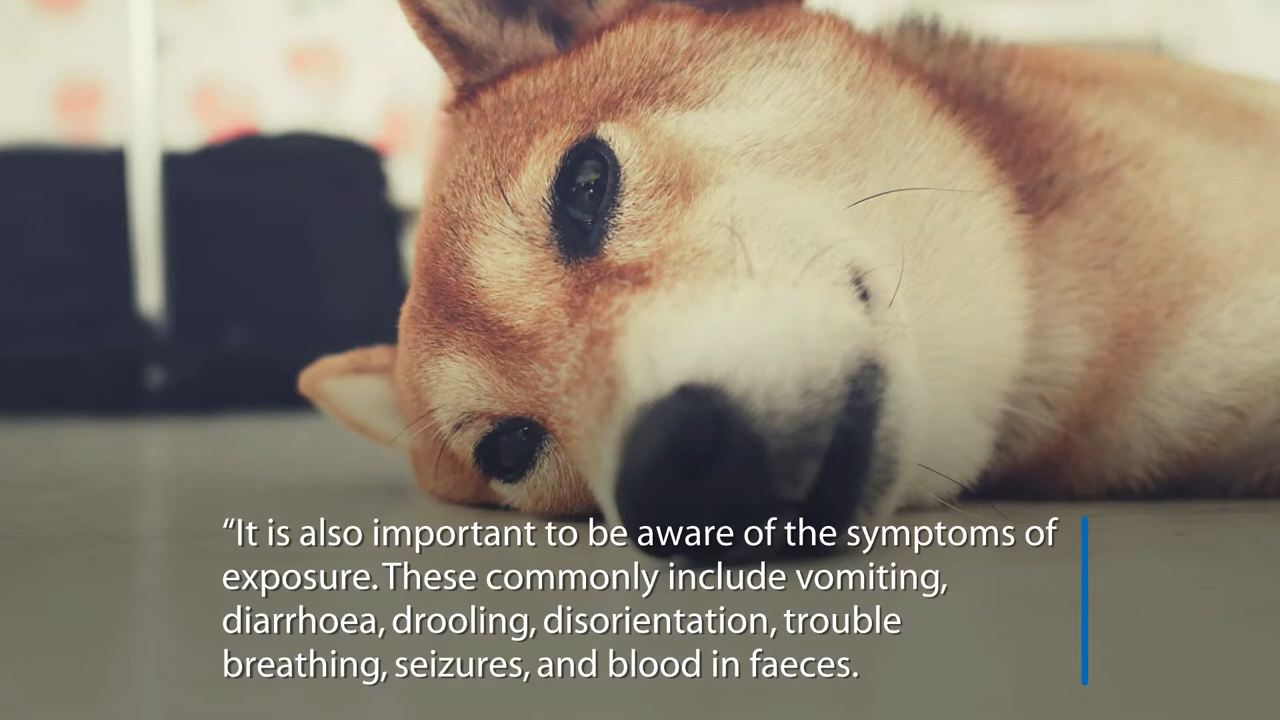 “It is also important to be aware of the symptoms of
exposure. These commonly include vomiting,
diarrhoea, drooling, disorientation, trouble
breathing, seizures, and blood in faeces.